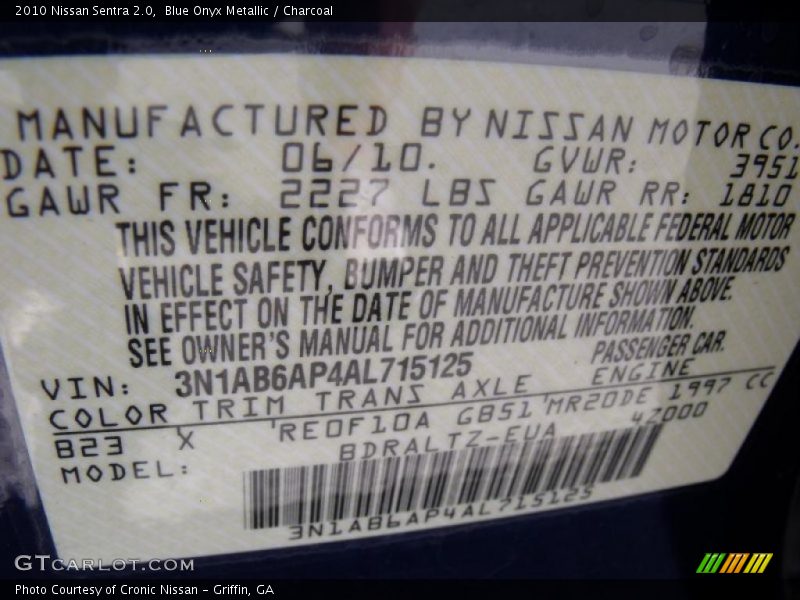 2010 Nissan Sentra 2.0,  Blue Onyx Metallic / Charcoal
MANUFACTURED BY NISSAN MOTOR CO.
DATE: 06/10. GVWR: 3951
GAWR FR: 2227 LBS GAWR RR: 1810
THIS VEHICLE CONFORMS TO ALL APPLICABLE FEDERAL MOTOR
VEHICLE SAFETY, BUMPER AND THEFT PREVENTION STANDARDS
IN EFFECT ON THE DATE OF MANUFACTURE SHOWN ABOVE.
SEE OWNER'S MANUAL FOR ADDITIONAL INFORMATION.
VIN: 3N1AB6AP4AL715125 PASSENGER CAR.
COLOR TRIM TRANS AXLE ENGINE
B23 X RE0F10A GB51 MR20DE 1997 CC
MODEL: BDRALTZ-EUA 42000
3N1AB6AP4AL715125
GTCARLOT.COM
Photo Courtesy of Cronic Nissan - Griffin, GA